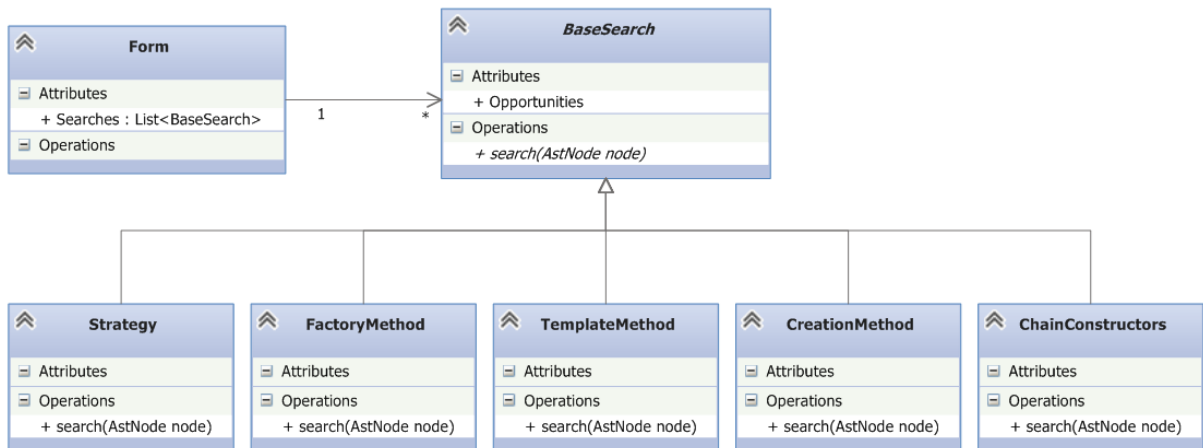 Form
Attributes
+ Searches : List<BaseSearch>
Operations
1
*
BaseSearch
Attributes
+ Opportunities
Operations
+ search(AstNode node)
Strategy
Attributes
Operations
+ search(AstNode node)
FactoryMethod
Attributes
Operations
+ search(AstNode node)
TemplateMethod
Attributes
Operations
+ search(AstNode node)
CreationMethod
Attributes
Operations
+ search(AstNode node)
ChainConstructors
Attributes
Operations
+ search(AstNode node)